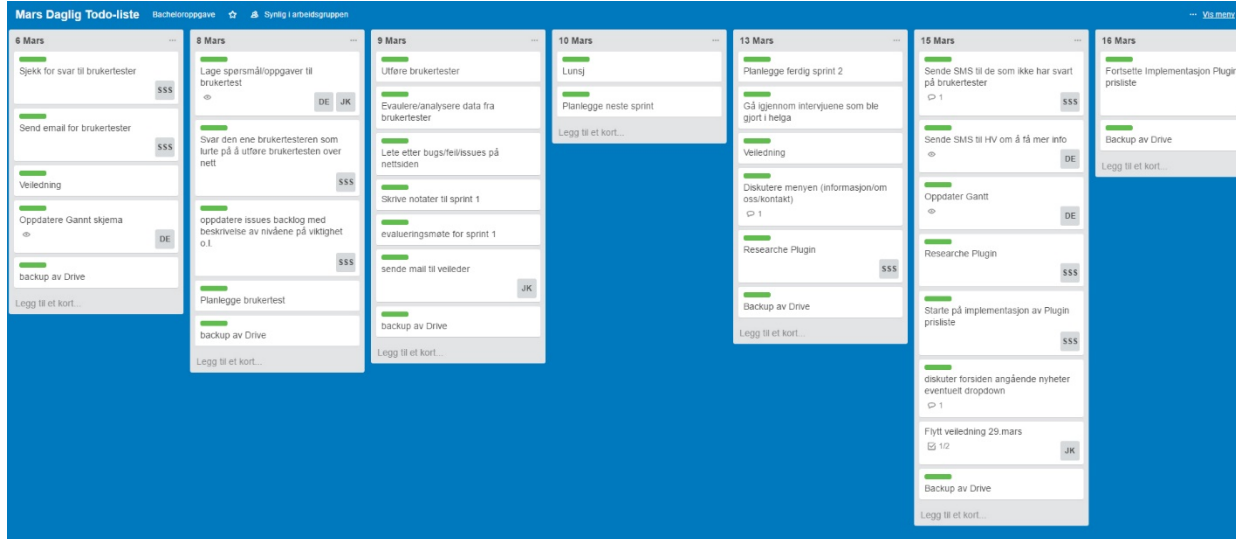 Mars Daglig Todo-liste Bacheloroppgave Synlig i arbeidsgruppen ... Vis meny
6 Mars
Sjekk for svar til brukertester
SSS
Send email for brukertester
SSS
Veiledning
Oppdatere Gannt skjema
DE
backup av Drive
Legg til et kort...
8 Mars
Lage spørsmål/oppgaver til
brukertest
DE JK
Svar den ene brukertesteren som
lurte på å utføre brukertesten over
nett
SSS
oppdatere issues backlog med
beskrivelse av nivåene på viktighet
o.l.
SSS
Planlegge brukertest
backup av Drive
Legg til et kort...
9 Mars
Utføre brukertester
Evaulere/analysere data fra
brukertester
Lete etter bugs/feil/issues på
nettsiden
Skrive notater til sprint 1
evalueringsmøte for sprint 1
sende mail til veileder
JK
backup av Drive
Legg til et kort...
10 Mars
Lunsj
Planlegge neste sprint
Legg til et kort...
13 Mars
Planlegge ferdig sprint 2
Gå igjennom intervjuene som ble
gjort i helga
Veiledning
Diskutere menyen (informasjon/om
oss/kontakt)
1
Researche Plugin
SSS
Backup av Drive
Legg til et kort...
15 Mars
Sende SMS til de som ikke har svart
på brukertester
1
SSS
Sende SMS til HV om å få mer info
DE
Oppdater Gantt
DE
Researche Plugin
SSS
Starte på implementasjon av Plugin
prisliste
SSS
diskuter forsiden angående nyheter
eventuelt dropdown
1
Flytt veiledning 29.mars
1/2
JK
Backup av Drive
Legg til et kort...
16 Mars
Fortsette Implementasjon Plugin
prisliste
Backup av Drive
Legg til et kort...